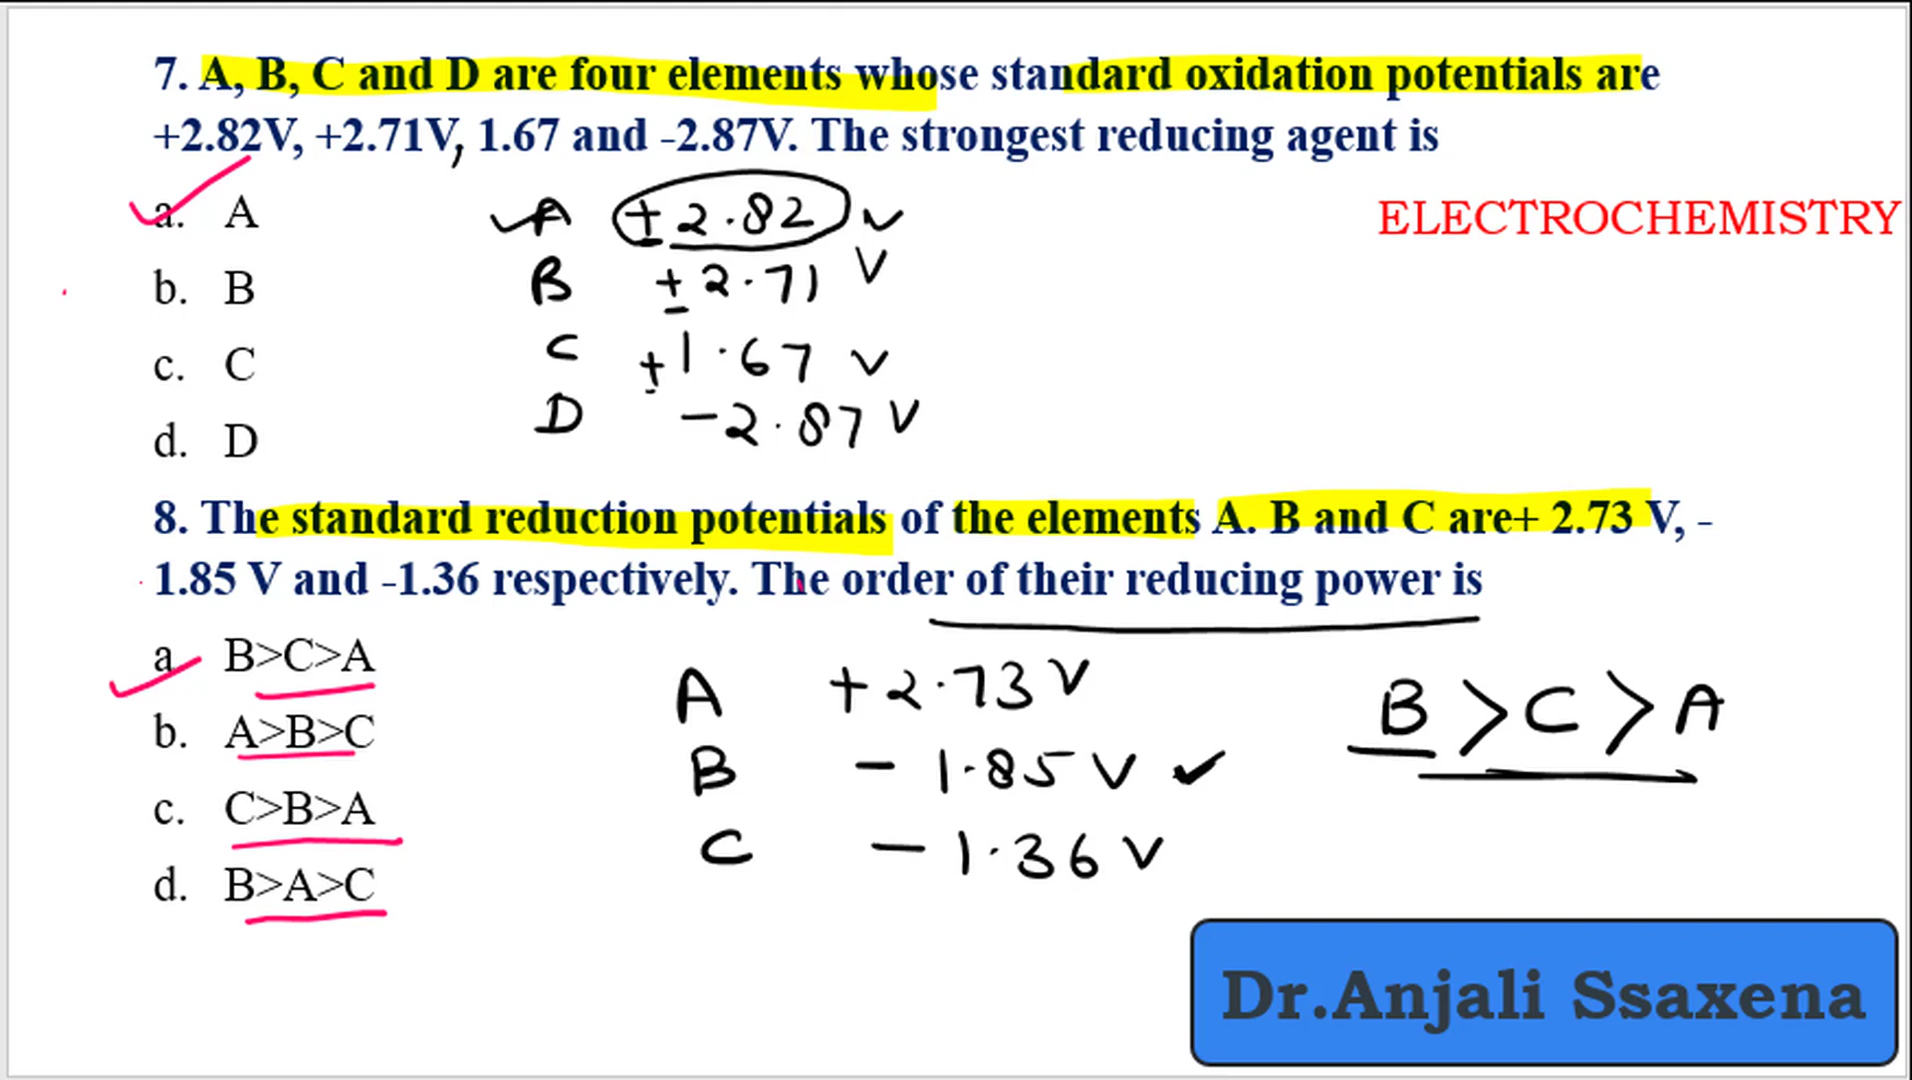 7. A, B, C and D are four elements whose standard oxidation potentials are
+2.82V, +2.71V, 1.67 and -2.87V. The strongest reducing agent is
a. A
b. B
c. C
d. D
A +2.82 V
B +2.71 V
C +1.67 V
D -2.87 V
ELECTROCHEMISTRY
8. The standard reduction potentials of the elements A. B and C are+ 2.73 V, -
1.85 V and -1.36 respectively. The order of their reducing power is
a B>C>A
b. A>B>C
c. C>B>A
d. B>A>C
A +2.73 V
B - 1.85 V
C - 1.36 V
B > C > A
Dr.Anjali Ssaxena